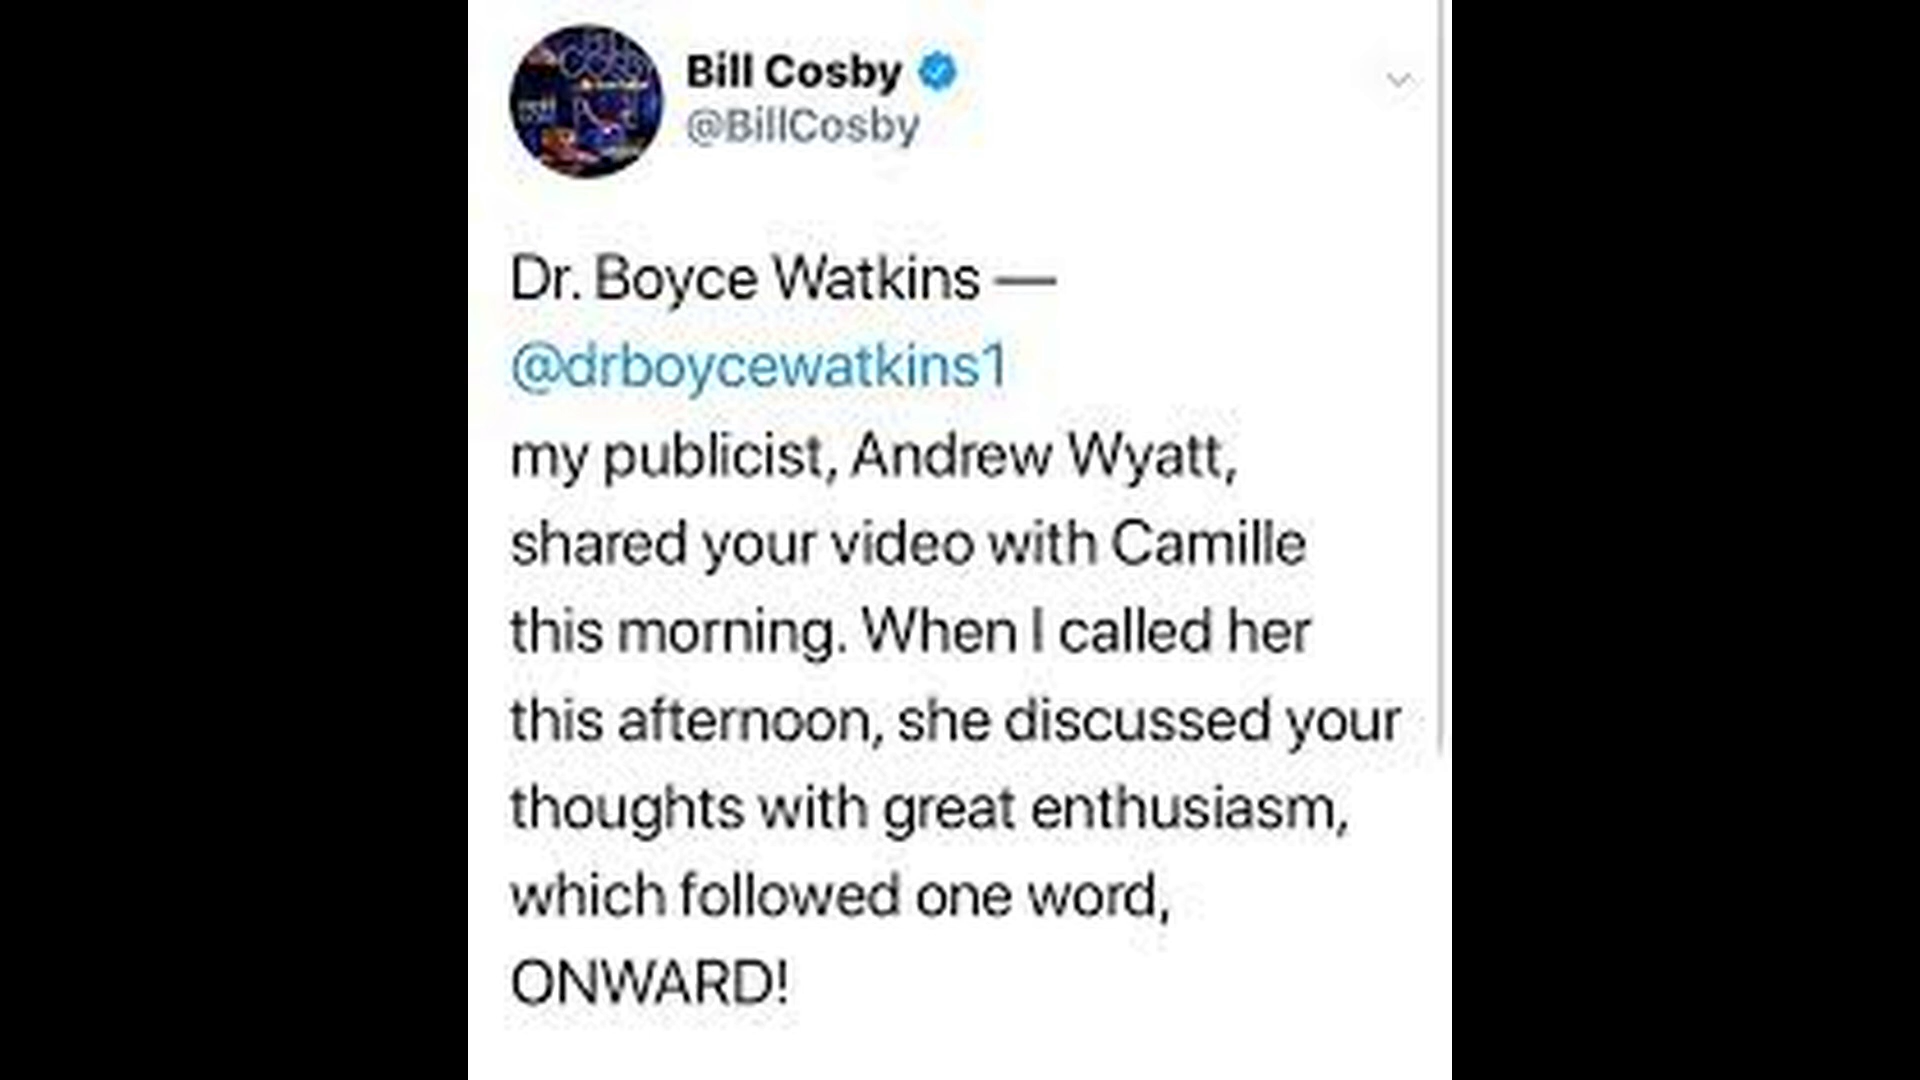 Bill Cosby
@BillCosby
Dr. Boyce Watkins —
@drboycewatkins1
my publicist, Andrew Wyatt,
shared your video with Camille
this morning. When I called her
this afternoon, she discussed your
thoughts with great enthusiasm,
which followed one word,
ONWARD!